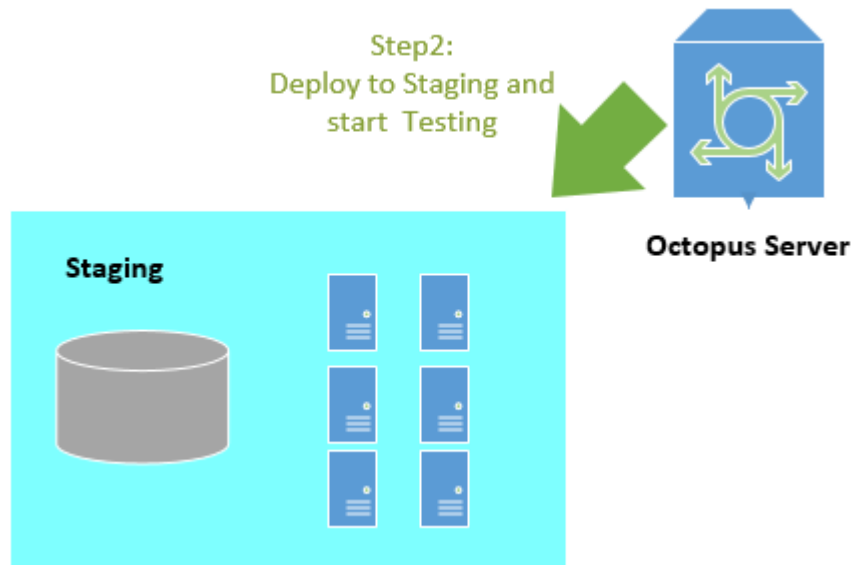 Step2:
Deploy to Staging and
start Testing
Octopus Server
Staging